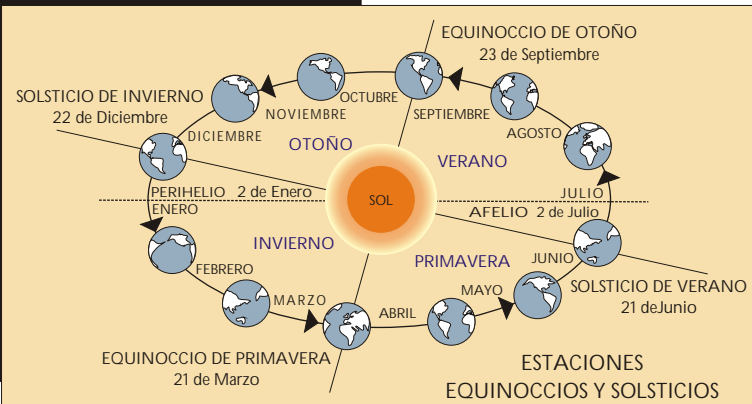 EQUINOCCIO DE OTOÑO
23 de Septiembre
SOLSTICIO DE INVIERNO
22 de Diciembre
OCTUBRE
NOVIEMBRE
SEPTIEMBRE
DICIEMBRE
AGOSTO
OTOÑO
VERANO
PERIHELIO 2 de Enero
ENERO
SOL
JULIO
AFELIO 2 de Julio
INVIERNO
PRIMAVERA
JUNIO
FEBRERO
MARZO
ABRIL
MAYO
SOLSTICIO DE VERANO
21 deJunio
EQUINOCCIO DE PRIMAVERA
21 de Marzo
ESTACIONES
EQUINOCCIOS Y SOLSTICIOS